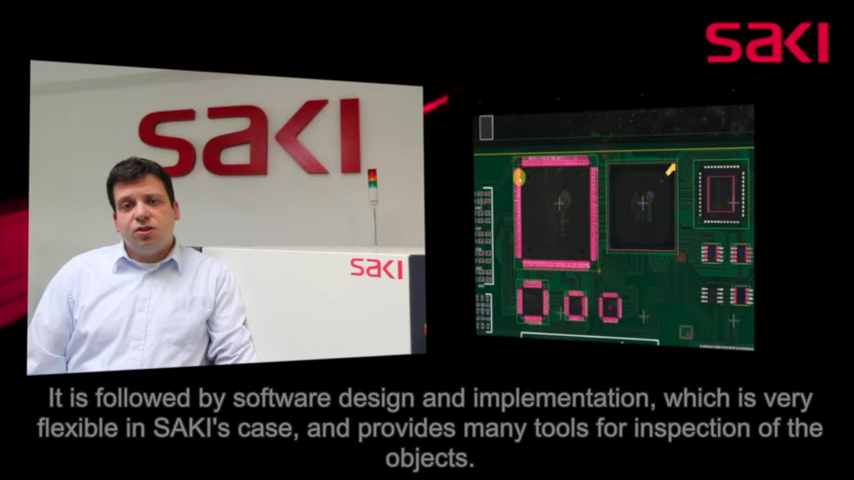 saki
saki
saki
It is followed by software design and implementation, which is very
flexible in SAKI's case, and provides many tools for inspection of the
objects.